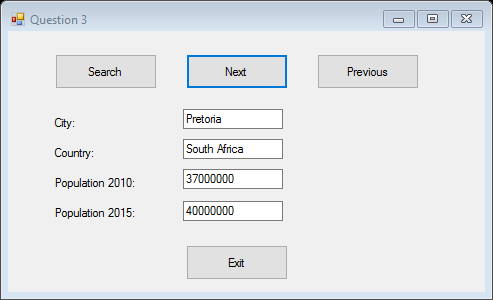 Question 3
Search Next Previous
City: Pretoria
Country: South Africa
Population 2010: 37000000
Population 2015: 40000000
Exit